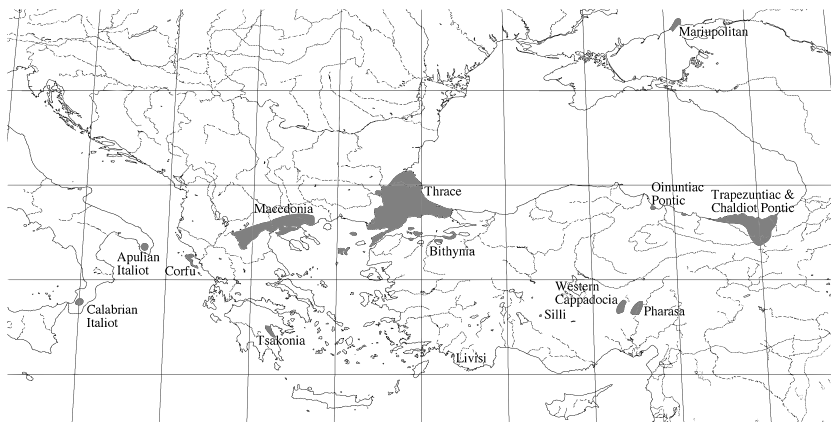 Mariupolitan
Thrace
Oinuntiac
Pontic
Trapezuntiac &
Chaldiot Pontic
Macedonia
Bithynia
Apulian
Italiot
Corfu
Western
Cappadocia
Pharasa
Silli
Calabrian
Italiot
Tsakonia
Livisi